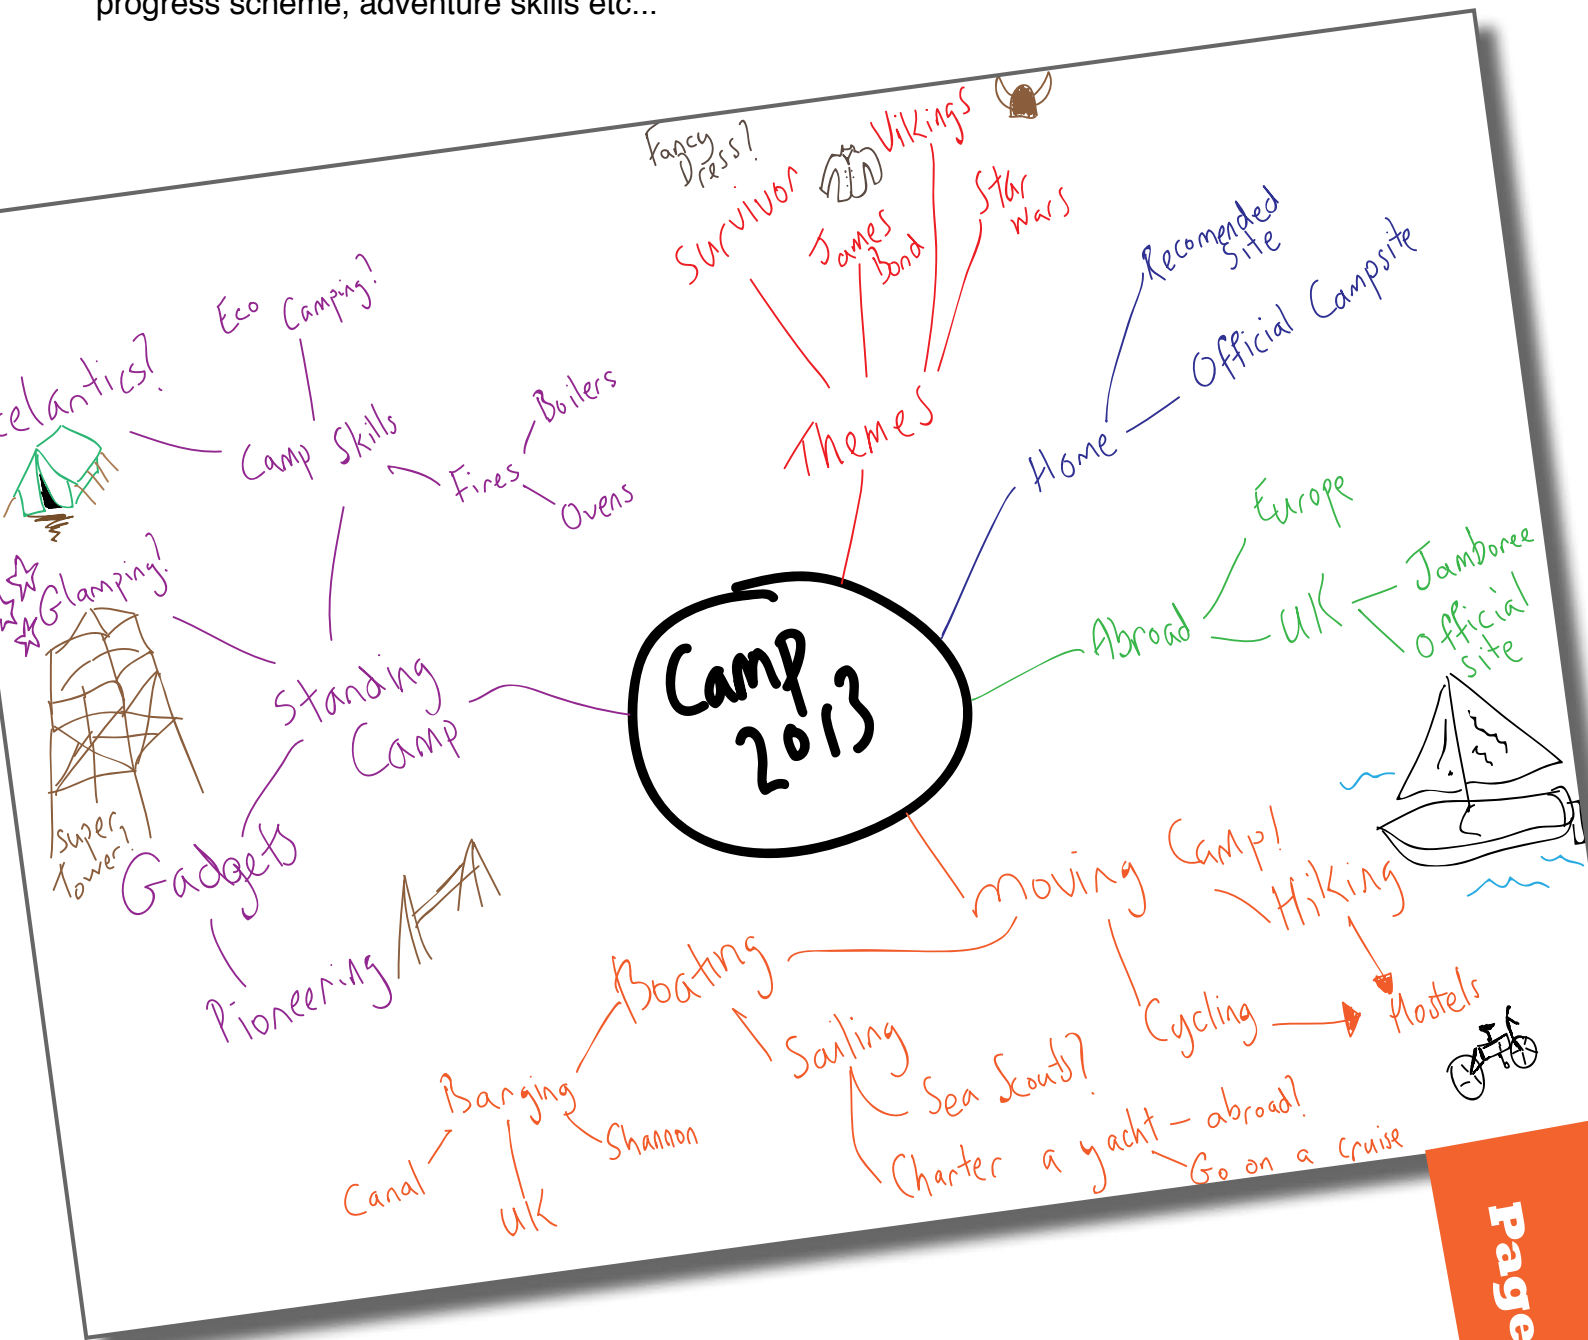 progress scheme, adventure skills etc...
Fancy
Dress?
Survivor
James
Bond
Vikings
Star
Wars
Themes
Recomended
Site
Official Campsite
Home
Eco Camping?
Camp Skills
Fires
Boilers
Ovens
Glamping?
Standing
Camp
super
Tower!
Gadgets
Pioneering
Camp
2013
Europe
Abroad
UK
Jamboree
Official
site
Moving Camp!
Hiking
Cycling
Hostels
Boating
Sailing
Sea Scouts?
Charter a yacht – abroad?
Go on a cruise
Barging
Canal
UK
Shannon
Page